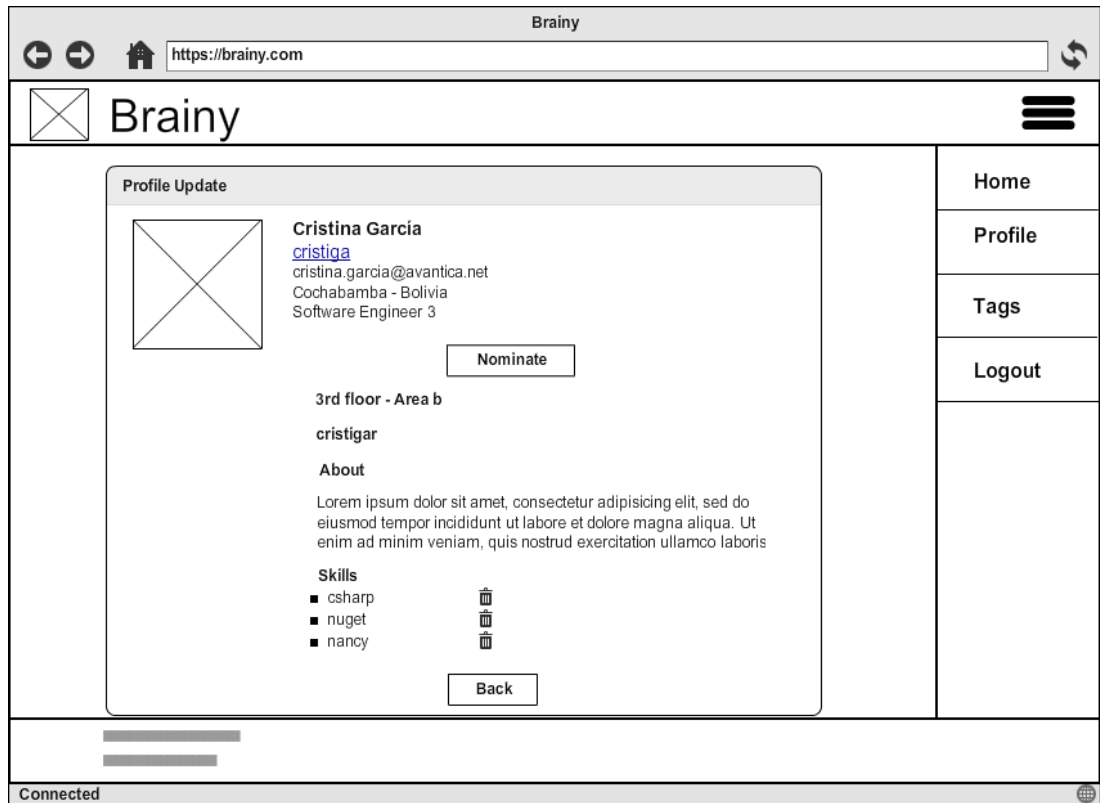 Brainy
https://brainy.com
Brainy
Profile Update
Cristina García
cristiga
cristina.garcia@avantica.net
Cochabamba - Bolivia
Software Engineer 3
Nominate
3rd floor - Area b
cristigar
About
Lorem ipsum dolor sit amet, consectetur adipisicing elit, sed do
eiusmod tempor incididunt ut labore et dolore magna aliqua. Ut
enim ad minim veniam, quis nostrud exercitation ullamco laboris
Skills
csharp
nuget
nancy
Back
Home
Profile
Tags
Logout
Connected